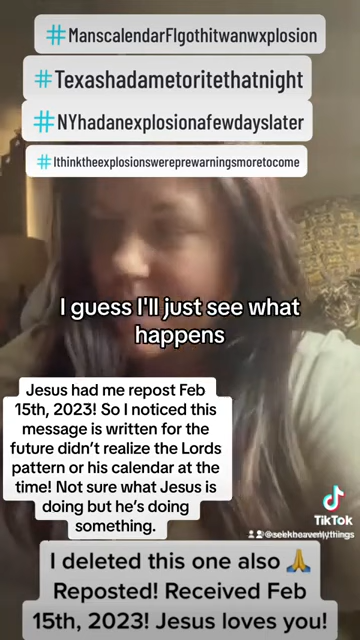 #ManscalendarFlgothitwanwxplosion
#Texashadametoritethatnight
#NYhadanexplosionafewdayslater
#Ithinktheexplosionswereprewarningsmoretocome
I guess I'll just see what
happens
Jesus had me repost Feb
15th, 2023! So I noticed this
message is written for the
future didn't realize the Lords
pattern or his calendar at the
time! Not sure what Jesus is
doing but he's doing
something.
TikTok
@seekheavenlythings
I deleted this one also 🙏
Reposted! Received Feb
15th, 2023! Jesus loves you!